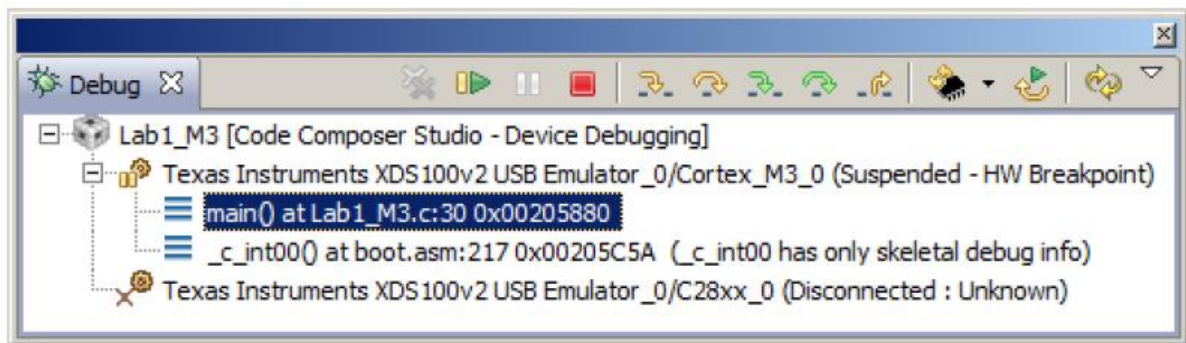 Debug
Lab1_M3 [Code Composer Studio - Device Debugging]
Texas Instruments XDS100v2 USB Emulator_0/Cortex_M3_0 (Suspended - HW Breakpoint)
main() at Lab1_M3.c:30 0x00205880
_c_int00() at boot.asm:217 0x00205C5A (_c_int00 has only skeletal debug info)
Texas Instruments XDS100v2 USB Emulator_0/C28xx_0 (Disconnected : Unknown)